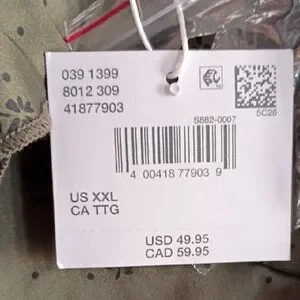 039 1399
8012 309
41877903
5C26
S882-0007
4 00418 77903 9
US XXL
CA TTG
USD 49.95
CAD 59.95